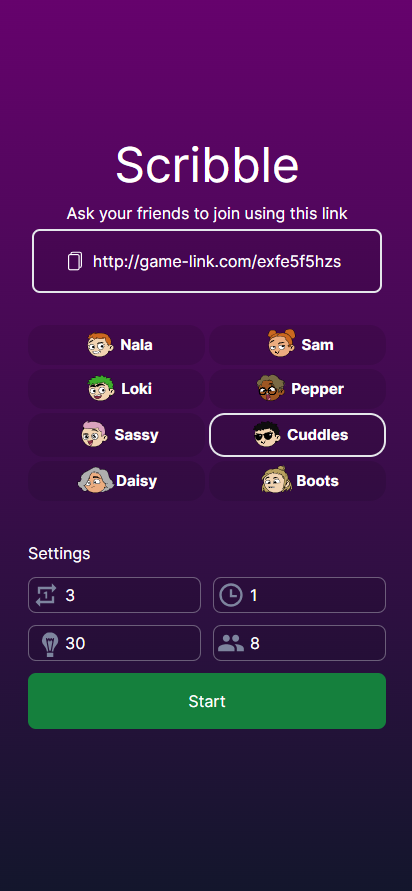 Scribble
Ask your friends to join using this link
http://game-link.com/exfe5f5hzs
Nala
Sam
Loki
Pepper
Sassy
Cuddles
Daisy
Boots
Settings
1 3
1
30
8
Start